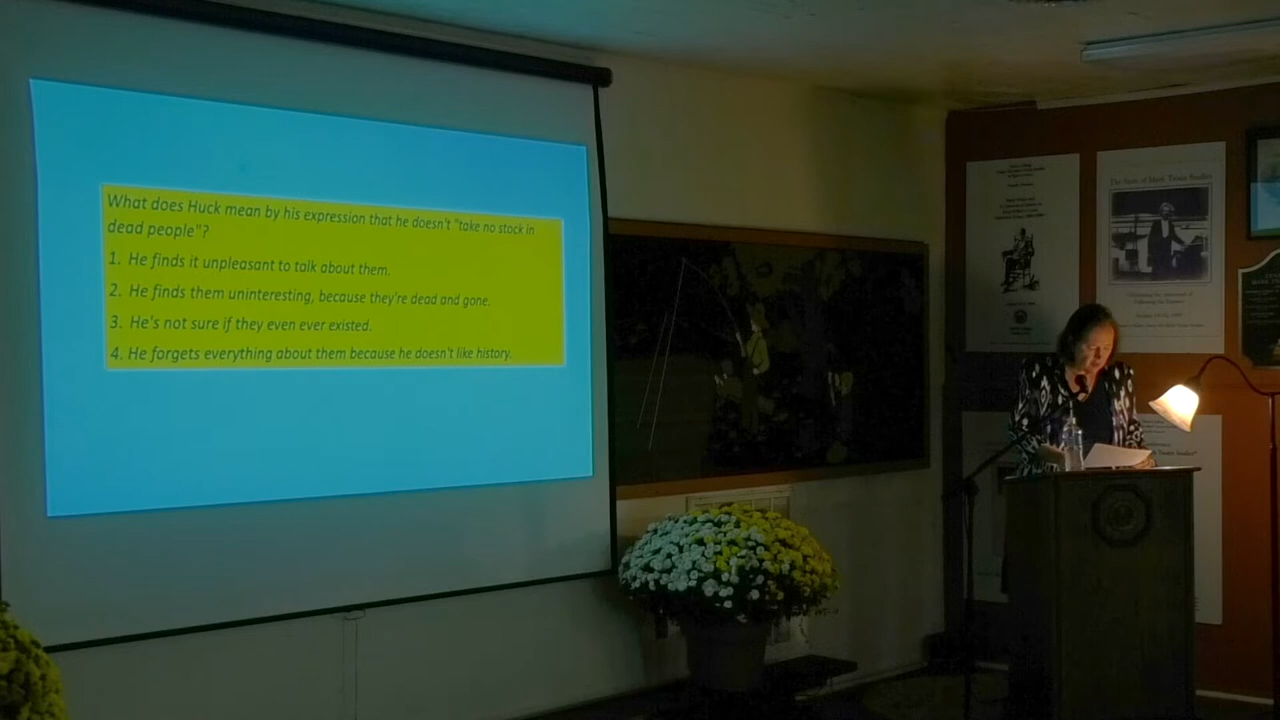 What does Huck mean by his expression that he doesn't "take no stock in
dead people"?
1. He finds it unpleasant to talk about them.
2. He finds them uninteresting, because they're dead and gone.
3. He's not sure if they even ever existed.
4. He forgets everything about them because he doesn't like history.
The State of Mark Twain Studies